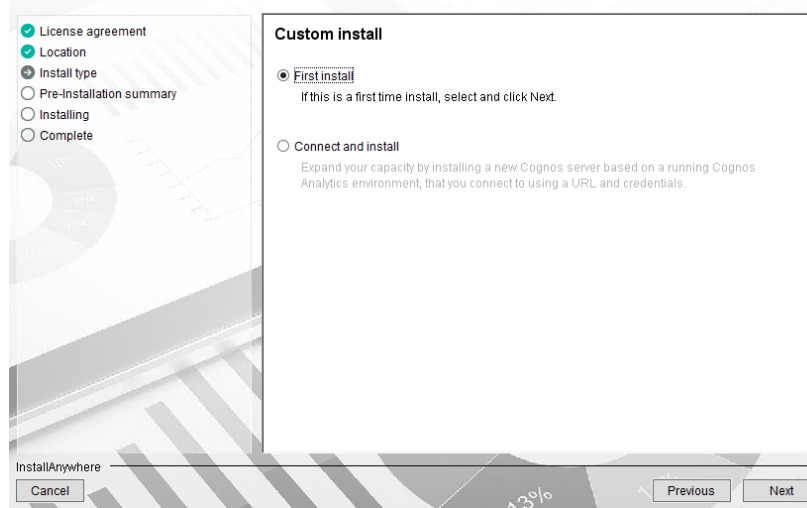 License agreement
Location
Install type
Pre-Installation summary
Installing
Complete
Custom install
First install
If this is a first time install, select and click Next.
Connect and install
Expand your capacity by installing a new Cognos server based on a running Cognos
Analytics environment, that you connect to using a URL and credentials.
InstallAnywhere
Cancel
13%
Previous
Next